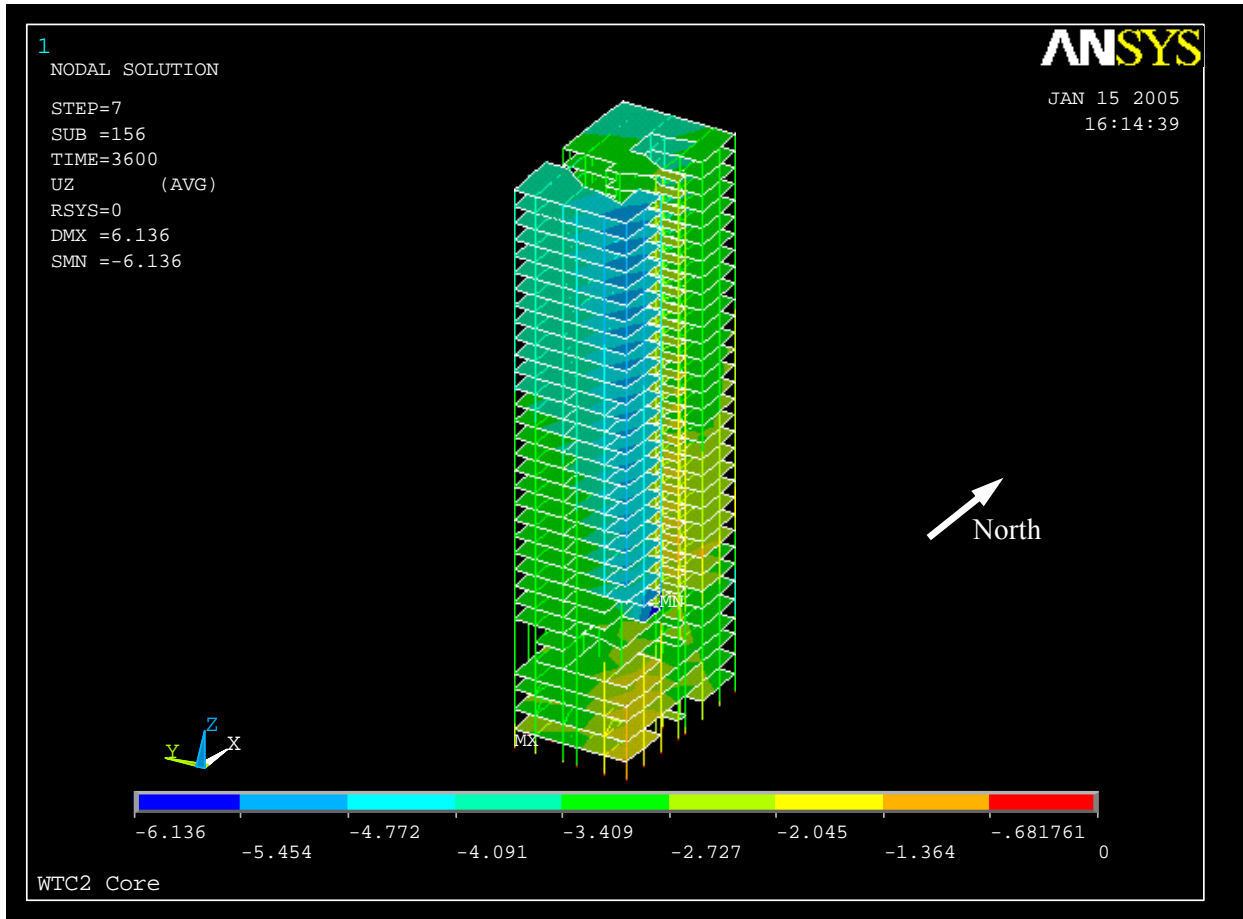 1
ANSYS
NODAL SOLUTION
JAN 15 2005
16:14:39
STEP=7
SUB =156
TIME=3600
UZ (AVG)
RSYS=0
DMX =6.136
SMN =-6.136
North
MN
MX
Z
Y
X
-6.136
-5.454
-4.772
-4.091
-3.409
-2.727
-2.045
-1.364
-.681761
0
WTC2 Core